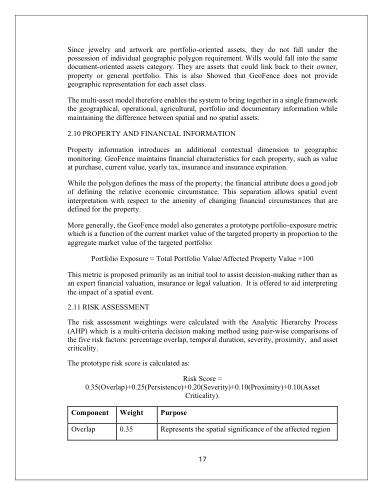 Since jewelry and artwork are portfolio-oriented assets, they do not fall under the
possession of individual geographic polygon requirement. Wills would fall into the same
document-oriented assets category. They are assets that could link back to their owner,
property or general portfolio. This is also Showed that GeoFence does not provide
geographic representation for each asset class.
The multi-asset model therefore enables the system to bring together in a single framework
the geographical, operational, agricultural, portfolio and documentary information while
maintaining the difference between spatial and no spatial assets.
2.10 PROPERTY AND FINANCIAL INFORMATION
Property information introduces an additional contextual dimension to geographic
monitoring. GeoFence maintains financial characteristics for each property, such as value
at purchase, current value, yearly tax, insurance and insurance expiration.
While the polygon defines the mass of the property, the financial attribute does a good job
of defining the relative economic circumstance. This separation allows spatial event
interpretation with respect to the amenity of changing financial circumstances that are
defined for the property.
More generally, the GeoFence model also generates a prototype portfolio-exposure metric
which is a function of the current market value of the targeted property in proportion to the
aggregate market value of the targeted portfolio:
Portfolio Exposure = Total Portfolio Value/Affected Property Value ×100
This metric is proposed primarily as an initial tool to assist decision-making rather than as
an expert financial valuation, insurance or legal valuation. It is offered to aid interpreting
the impact of a spatial event.
2.11 RISK ASSESSMENT
The risk assessment weightings were calculated with the Analytic Hierarchy Process
(AHP) which is a multi-criteria decision making method using pair-wise comparisons of
the five risk factors: percentage overlap, temporal duration, severity, proximity, and asset
criticality.
The prototype risk score is calculated as:
Risk Score =
0.35(Overlap)+0.25(Persistence)+0.20(Severity)+0.10(Proximity)+0.10(Asset
Criticality).
Component Weight Purpose
Overlap 0.35 Represents the spatial significance of the affected region
17